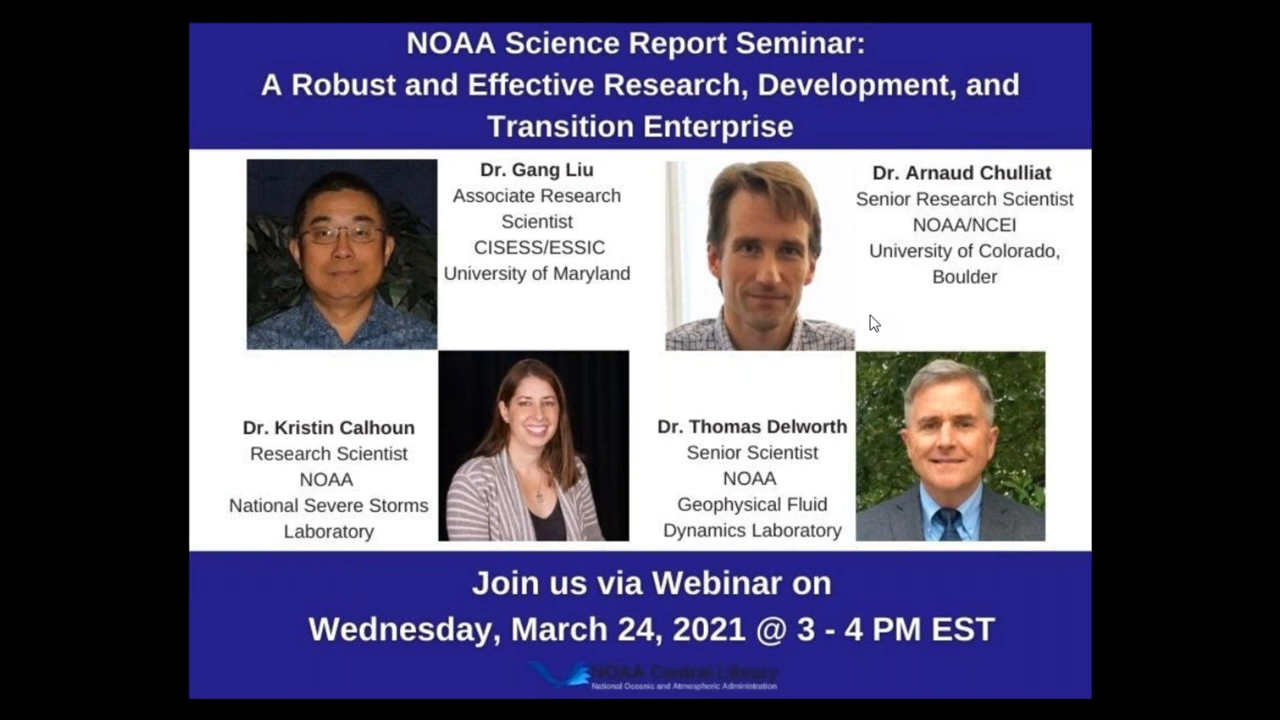 NOAA Science Report Seminar:
A Robust and Effective Research, Development, and
Transition Enterprise
Dr. Gang Liu
Associate Research
Scientist
CISESS/ESSIC
University of Maryland
Dr. Arnaud Chulliat
Senior Research Scientist
NOAA/NCEI
University of Colorado,
Boulder
Dr. Kristin Calhoun
Research Scientist
NOAA
National Severe Storms
Laboratory
Dr. Thomas Delworth
Senior Scientist
NOAA
Geophysical Fluid
Dynamics Laboratory
Join us via Webinar on
Wednesday, March 24, 2021 @ 3 - 4 PM EST
NOAA Central Library
National Oceanic and Atmospheric Administration